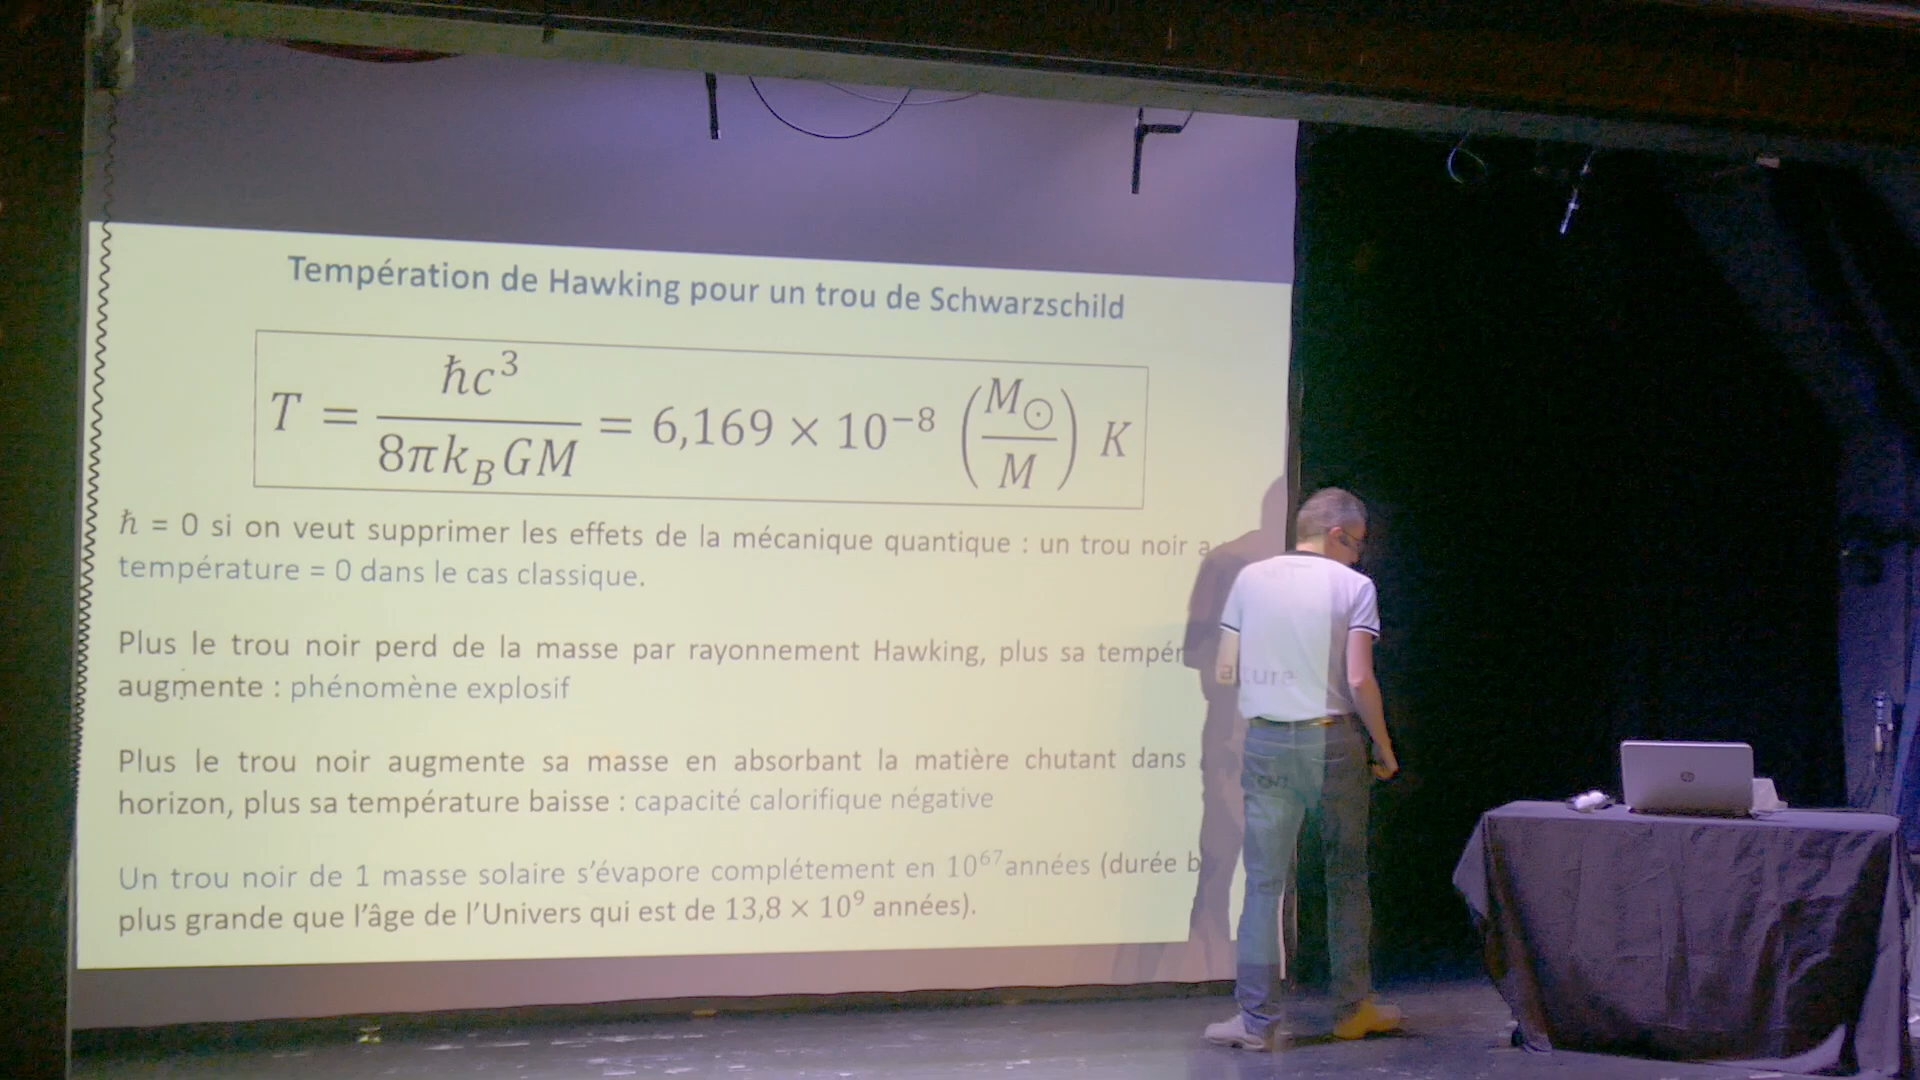 Températion de Hawking pour un trou de Schwarzschild
T = ħc³ / 8πk_BGM = 6,169 × 10⁻⁸ (M⊙ / M) K
ħ = 0 si on veut supprimer les effets de la mécanique quantique : un trou noir a
température = 0 dans le cas classique.
Plus le trou noir perd de la masse par rayonnement Hawking, plus sa température
augmente : phénomène explosif
Plus le trou noir augmente sa masse en absorbant la matière chutant dans
horizon, plus sa température baisse : capacité calorifique négative
Un trou noir de 1 masse solaire s'évapore complétement en 10⁶⁷ années (durée
plus grande que l'âge de l'Univers qui est de 13,8 × 10⁹ années).
hp